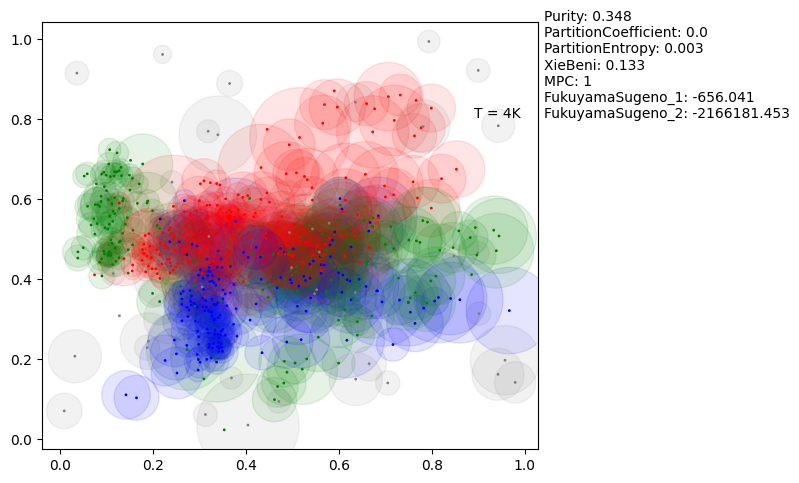 Purity: 0.348
PartitionCoefficient: 0.0
PartitionEntropy: 0.003
XieBeni: 0.133
MPC: 1
FukuyamaSugeno_1: -656.041
FukuyamaSugeno_2: -2166181.453
T = 4K
1.0
0.8
0.6
0.4
0.2
0.0
0.0 0.2 0.4 0.6 0.8 1.0